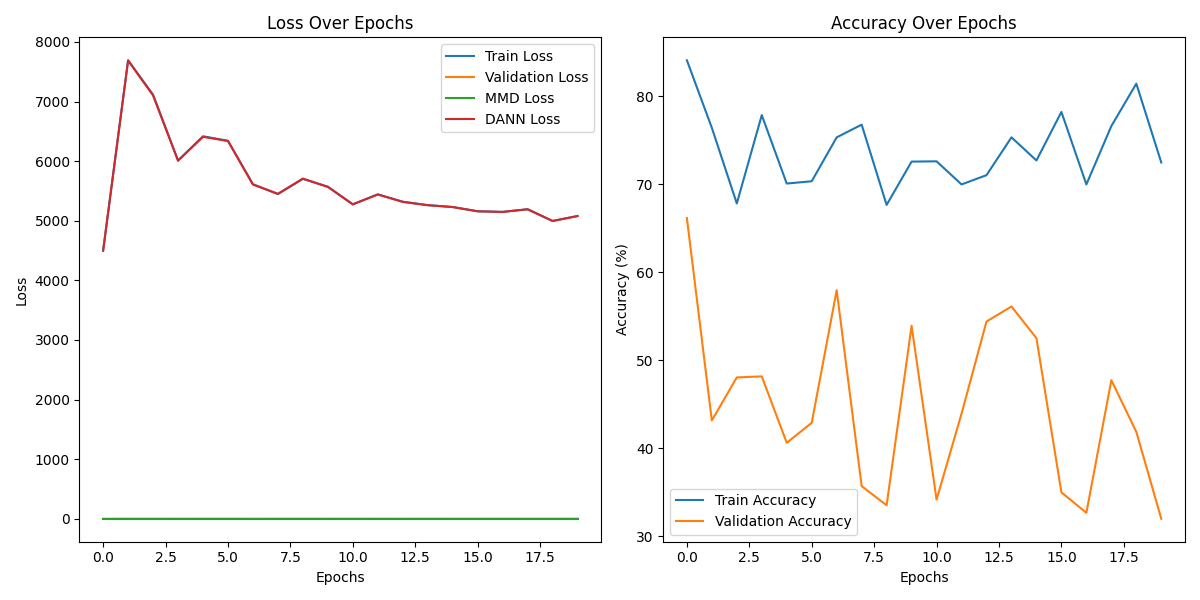 Loss Over Epochs
8000
7000
6000
5000
4000
3000
2000
1000
0
Loss
0.0 2.5 5.0 7.5 10.0 12.5 15.0 17.5
Epochs
Train Loss
Validation Loss
MMD Loss
DANN Loss
Accuracy Over Epochs
80
70
60
50
40
30
Accuracy (%)
0.0 2.5 5.0 7.5 10.0 12.5 15.0 17.5
Epochs
Train Accuracy
Validation Accuracy